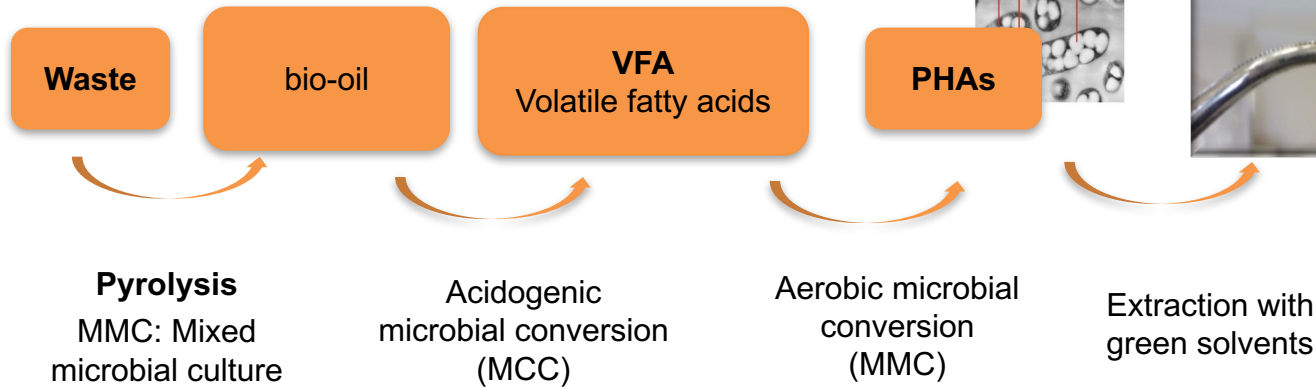 Waste
bio-oil
VFA
Volatile fatty acids
PHAs
Pyrolysis
MMC: Mixed
microbial culture
Acidogenic
microbial conversion
(MCC)
Aerobic microbial
conversion
(MMC)
Extraction with
green solvents